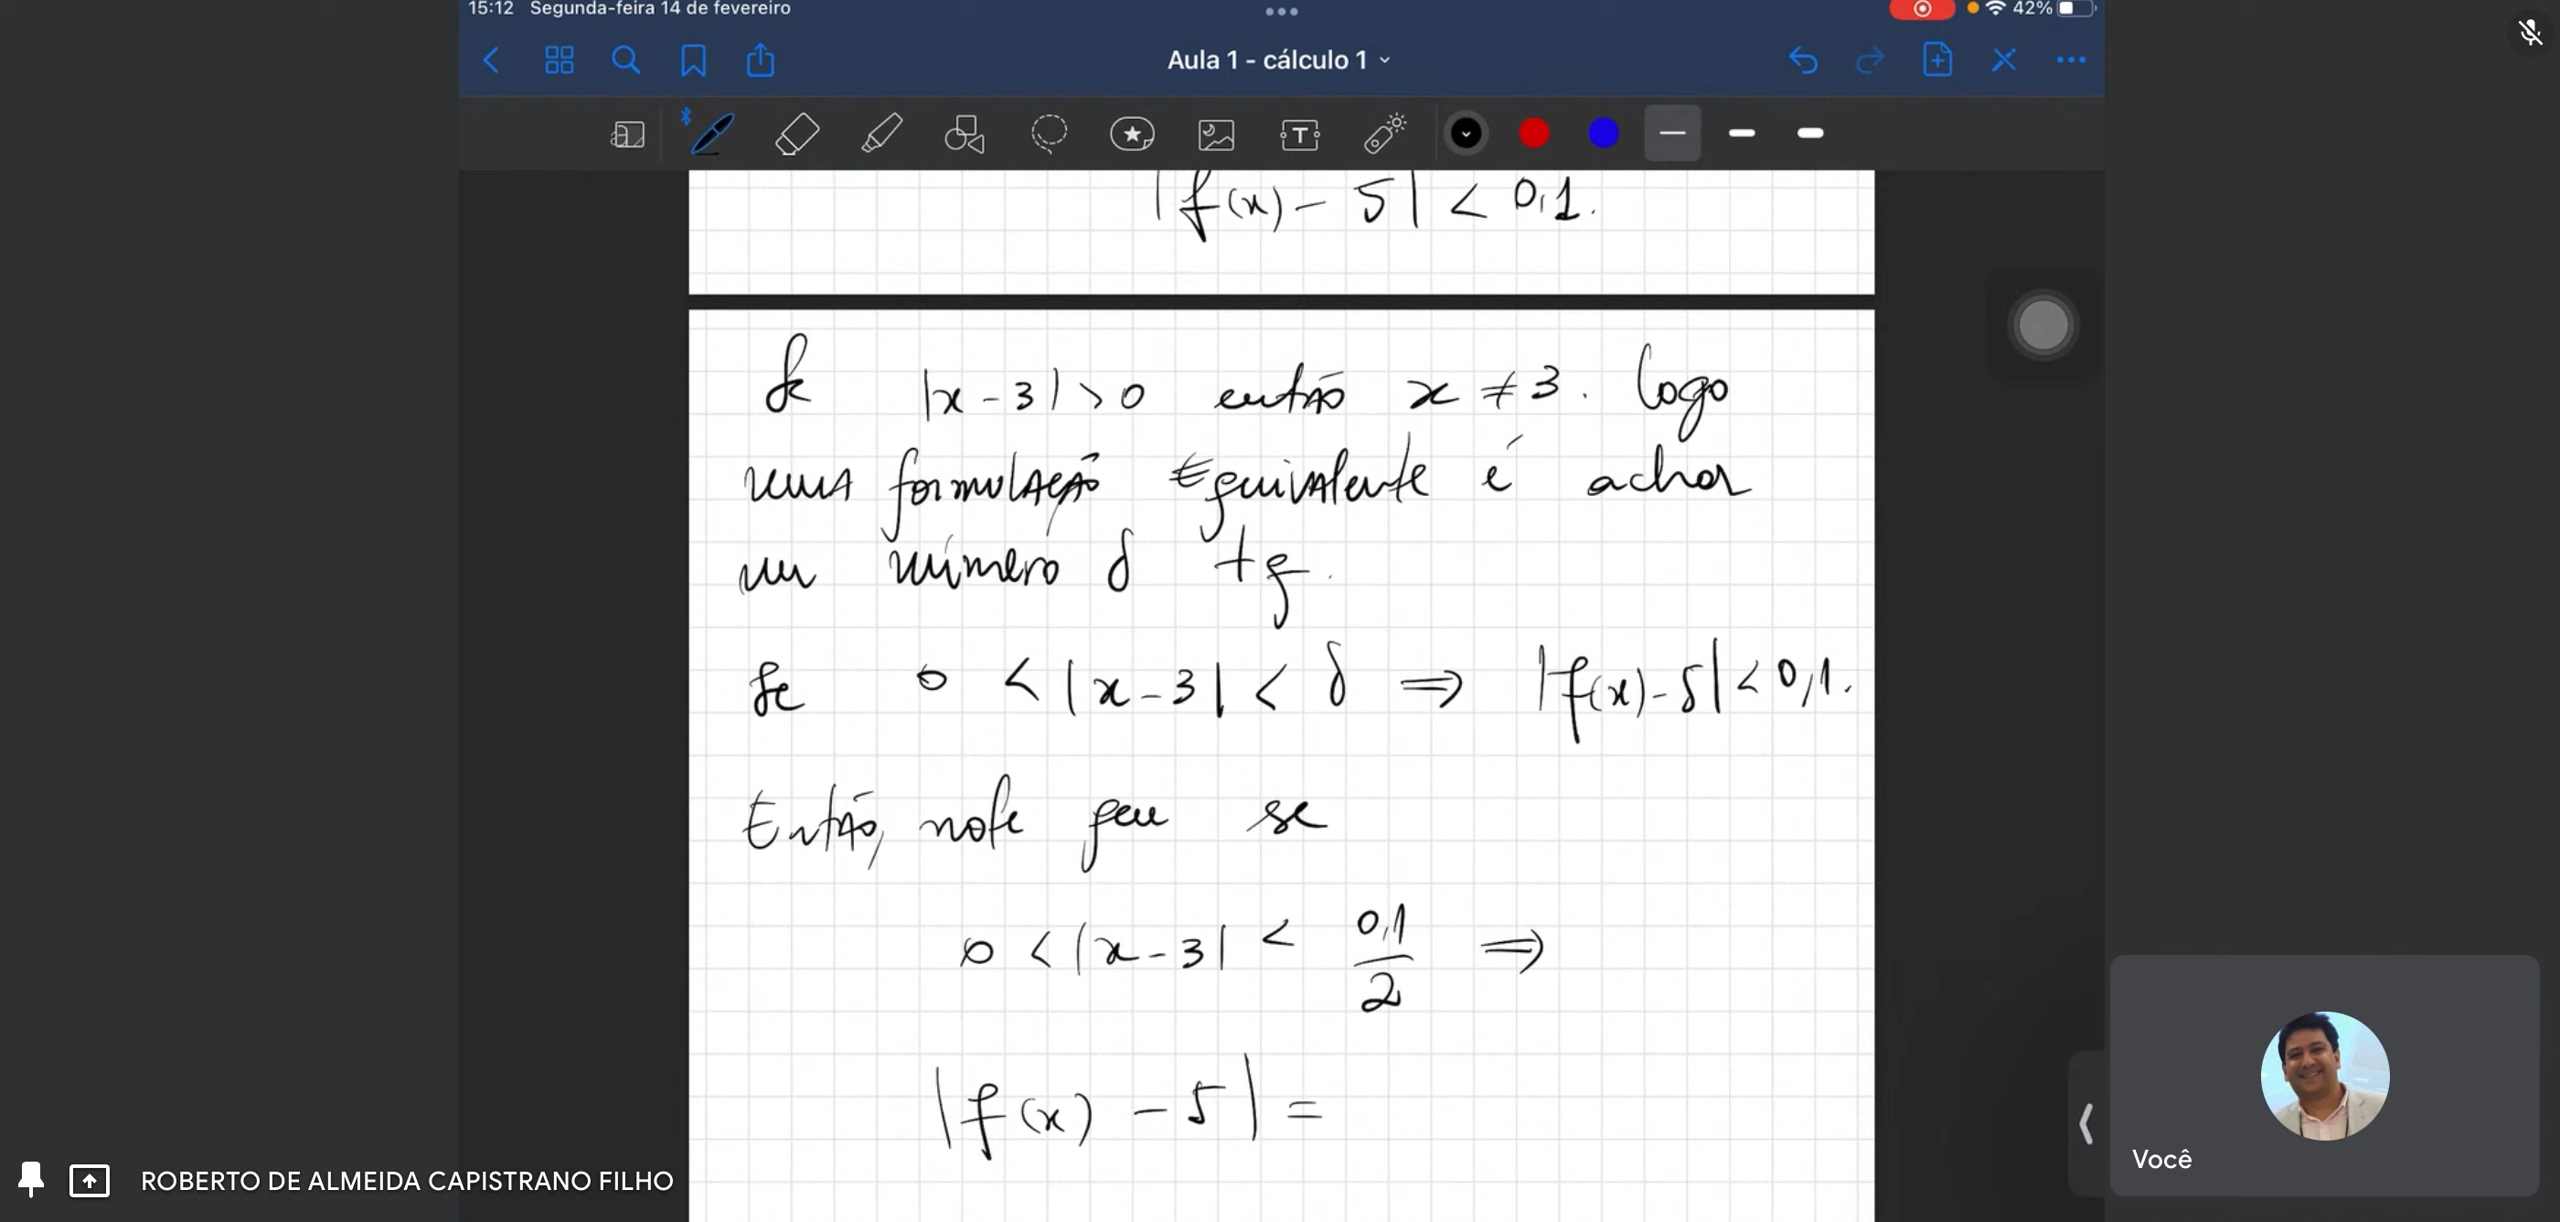 15:12 Segunda-feira 14 de fevereiro
42%
Aula 1 - cálculo 1
|f(x) - 5| < 0,1.
Se |x - 3| > 0 então x ≠ 3. Logo
uma formulação Equivalente é achar
um número δ tq.
Se 0 < |x - 3| < δ ⇒ |f(x) - 5| < 0,1.
Então, note que se
0 < |x - 3| < 0,1/2 ⇒
|f(x) - 5| =
ROBERTO DE ALMEIDA CAPISTRANO FILHO
Você